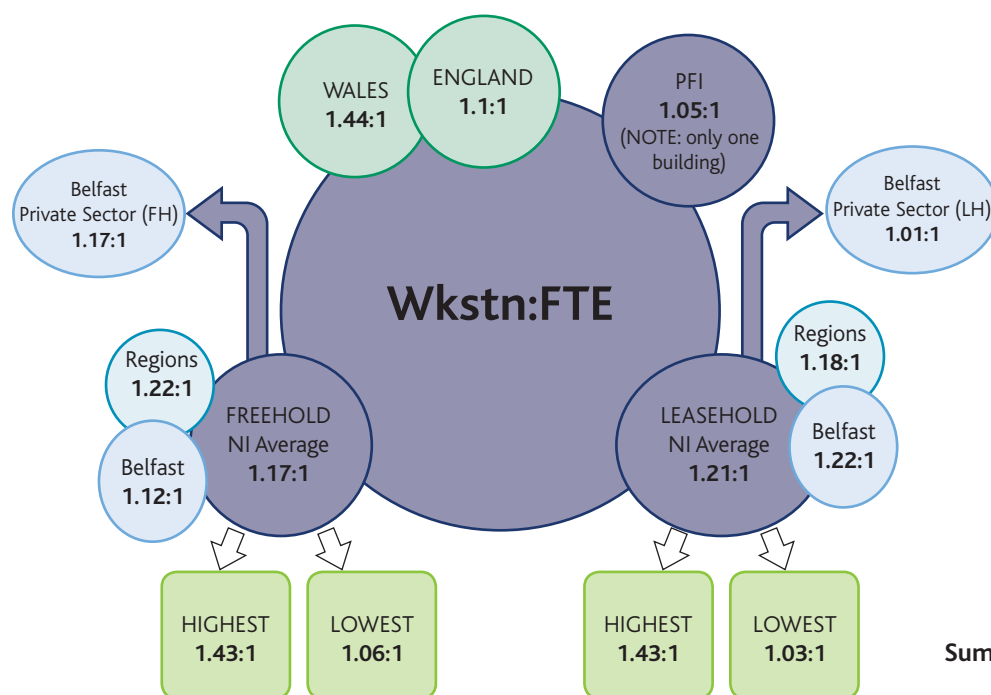 WALES
1.44:1
ENGLAND
1.1:1
PFI
1.05:1
(NOTE: only one
building)
Belfast
Private Sector (FH)
1.17:1
Belfast
Private Sector (LH)
1.01:1
Wkstn:FTE
Regions
1.22:1
Belfast
1.12:1
FREEHOLD
NI Average
1.17:1
LEASEHOLD
NI Average
1.21:1
Regions
1.18:1
Belfast
1.22:1
HIGHEST
1.43:1
LOWEST
1.06:1
HIGHEST
1.43:1
LOWEST
1.03:1
Sum